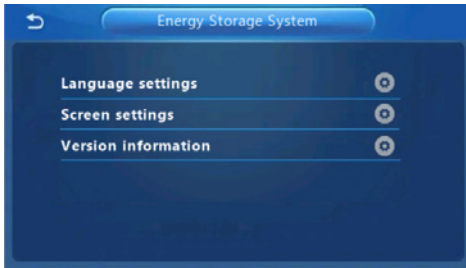 Energy Storage System
Language settings
Screen settings
Version information